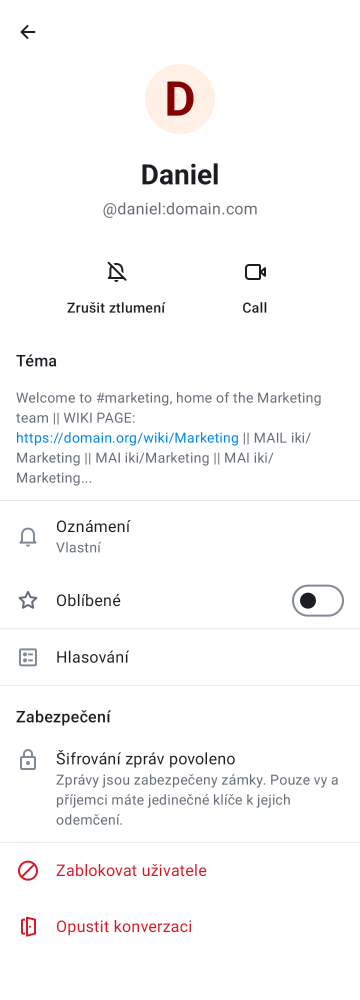 D
Daniel
@daniel:domain.com
Zrušit ztlumení
Call
Téma
Welcome to #marketing, home of the Marketing
team || WIKI PAGE:
https://domain.org/wiki/Marketing || MAIL iki/
Marketing || MAI iki/Marketing || MAI iki/
Marketing...
Oznámení
Vlastní
Oblíbené
Hlasování
Zabezpečení
Šifrování zpráv povoleno
Zprávy jsou zabezpečeny zámky. Pouze vy a
příjemci máte jedinečné klíče k jejich
odemčení.
Zablokovat uživatele
Opustit konverzaci